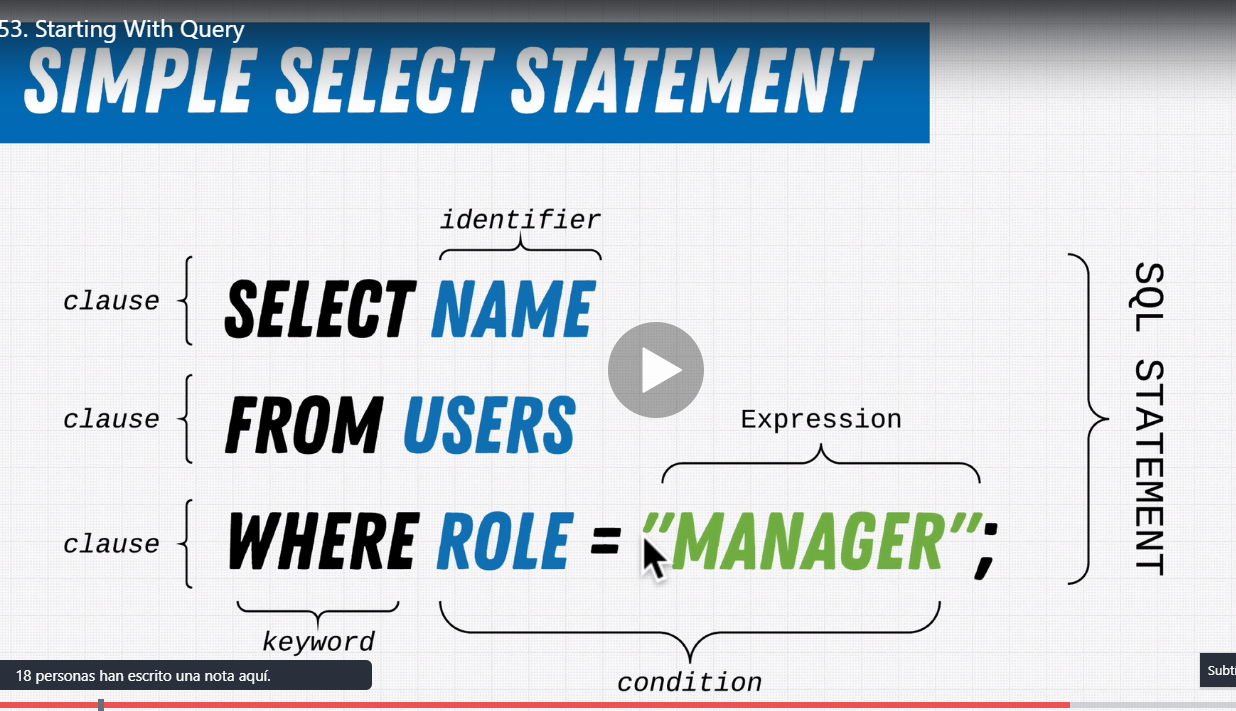 53. Starting With Query
SIMPLE SELECT STATEMENT
identifier
clause
SELECT NAME
clause
FROM USERS
Expression
clause
WHERE ROLE = "MANAGER";
keyword
condition
SQL STATEMENT
18 personas han escrito una nota aquí.